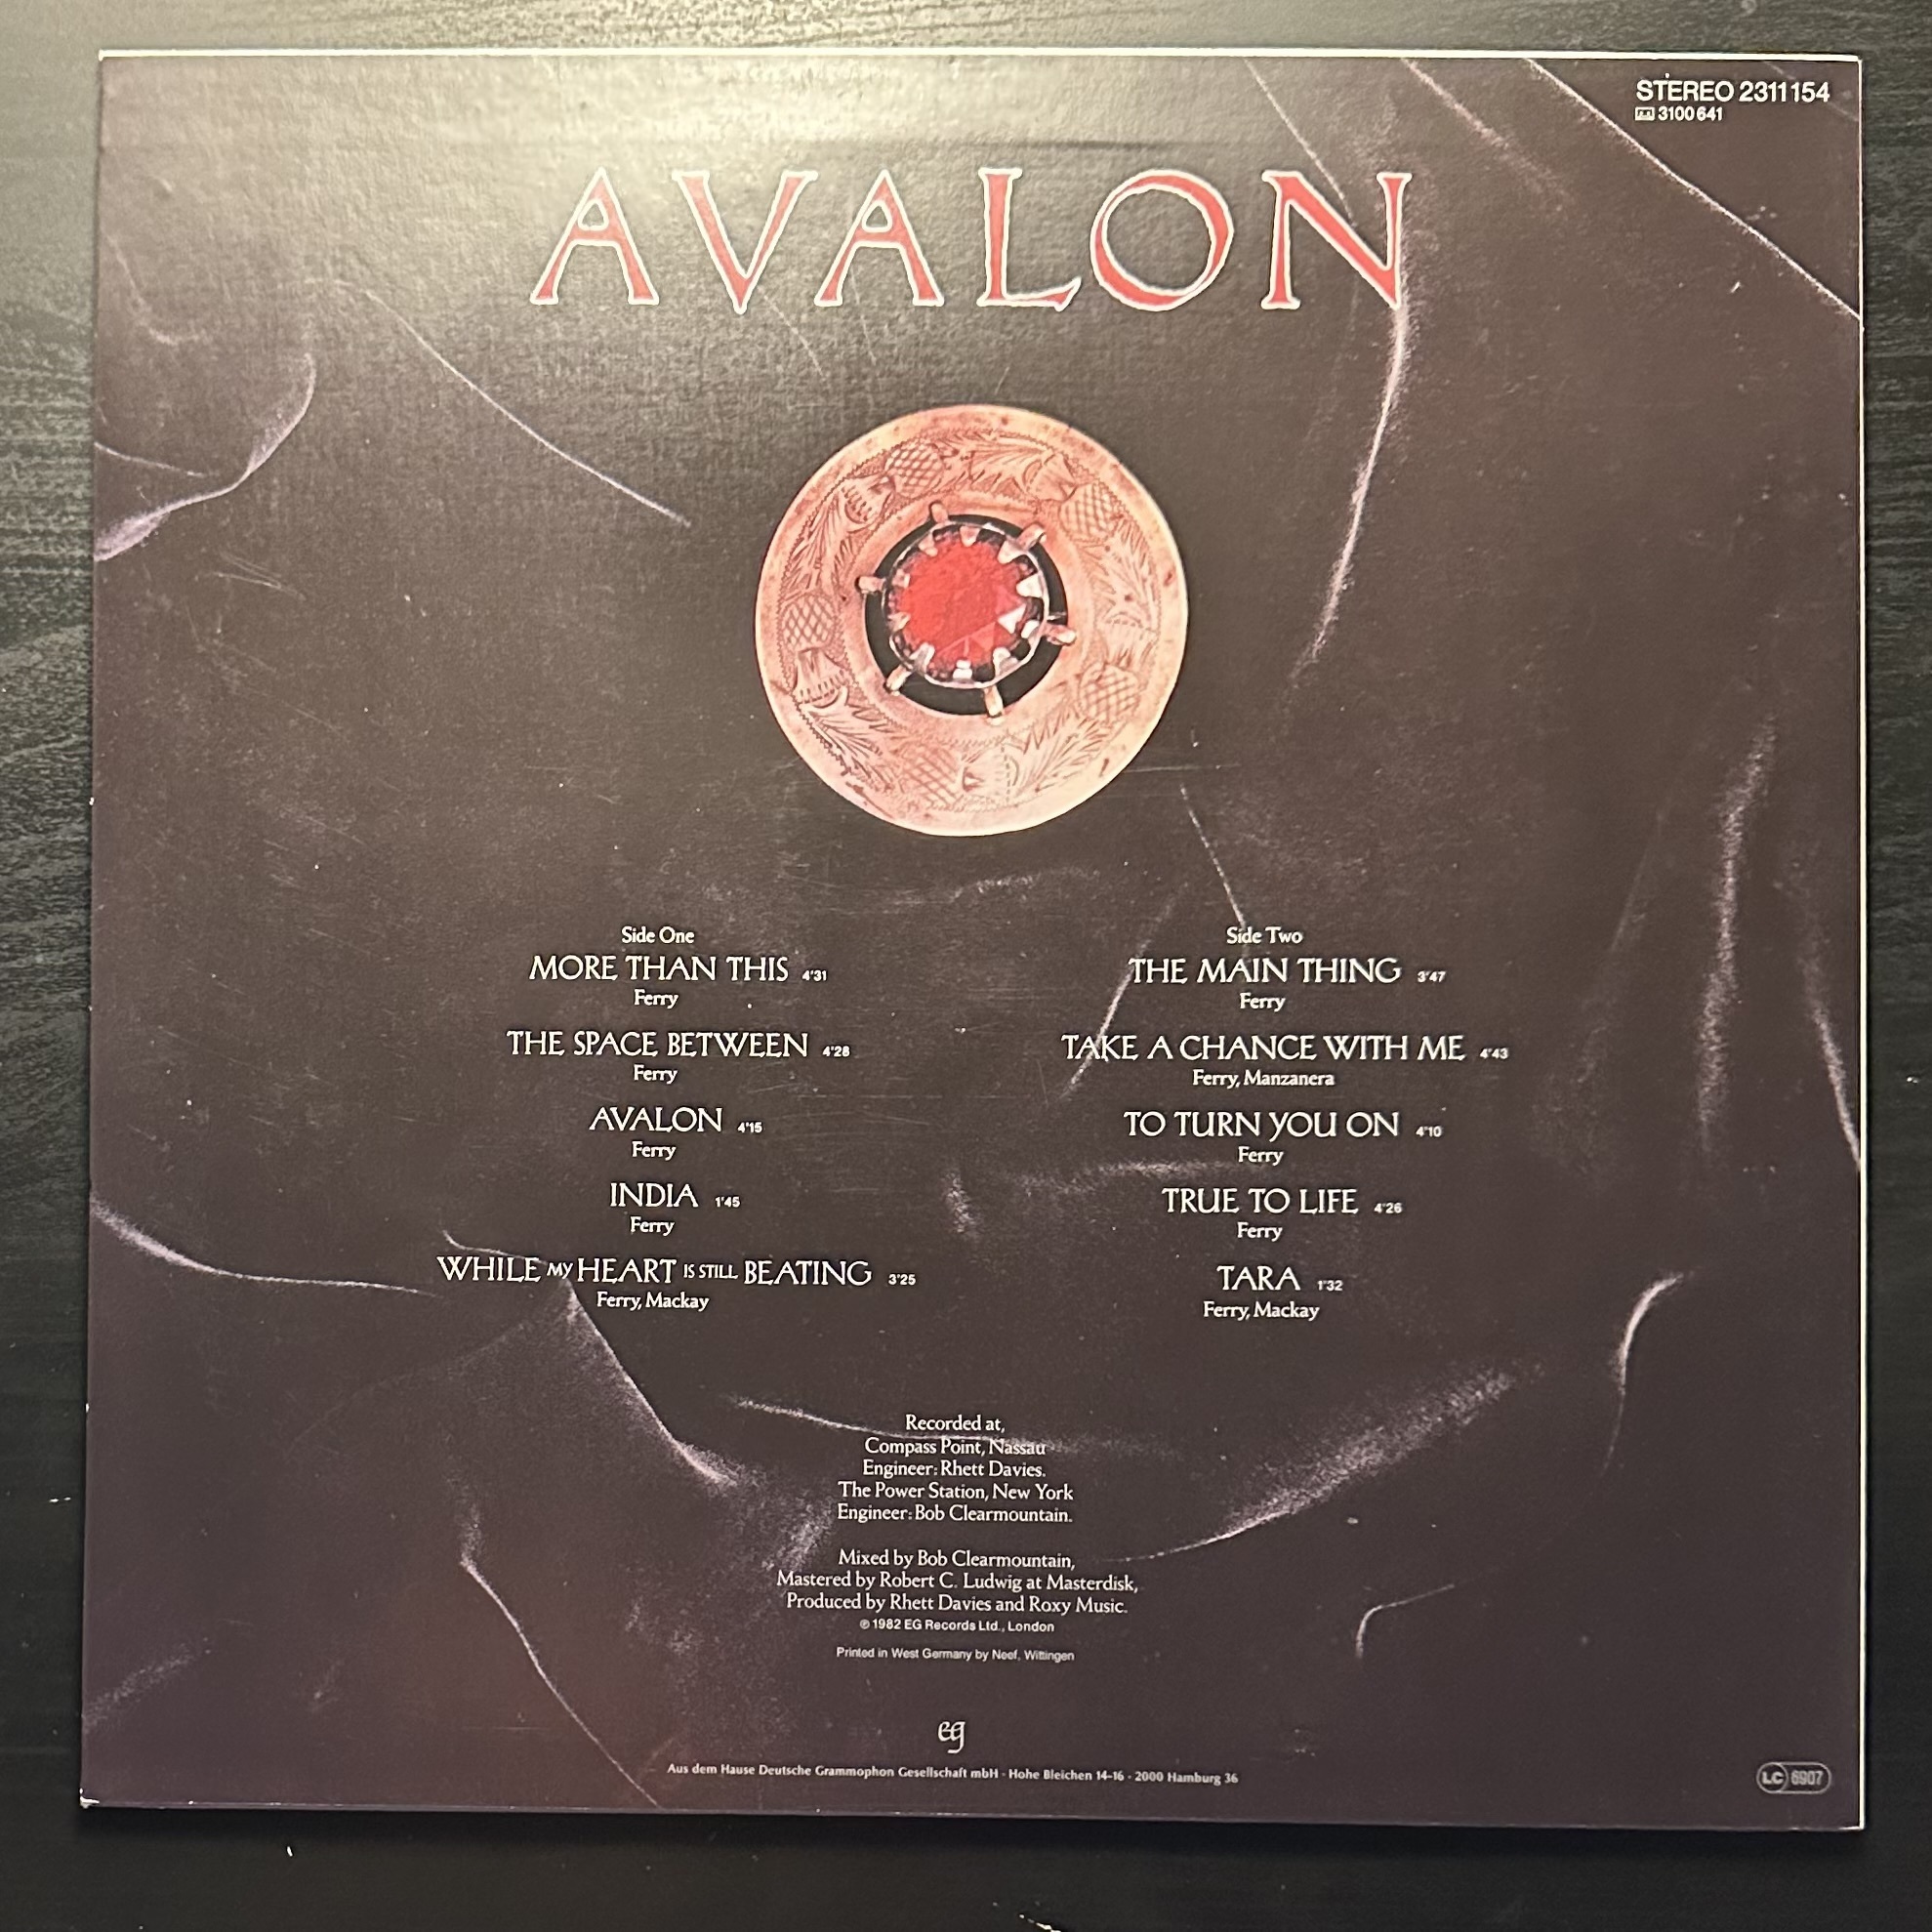 STEREO 2311154
3100641
AVALON
Side One
MORE THAN THIS 4'31
Ferry
THE SPACE BETWEEN 4'28
Ferry
AVALON 4'15
Ferry
INDIA 1'45
Ferry
WHILE MY HEART IS STILL BEATING 3'25
Ferry, Mackay
Side Two
THE MAIN THING 3'47
Ferry
TAKE A CHANCE WITH ME 4'43
Ferry, Manzanera
TO TURN YOU ON 4'10
Ferry
TRUE TO LIFE 4'26
Ferry
TARA 1'32
Ferry, Mackay
Recorded at,
Compass Point, Nassau
Engineer: Rhett Davies.
The Power Station, New York
Engineer: Bob Clearmountain.
Mixed by Bob Clearmountain,
Mastered by Robert C. Ludwig at Masterdisk,
Produced by Rhett Davies and Roxy Music.
℗ 1982 EG Records Ltd., London
Printed in West Germany by Neef, Wittingen
eg
Aus dem Hause Deutsche Grammophon Gesellschaft mbH · Hohe Bleichen 14-16 · 2000 Hamburg 36
LC 6907